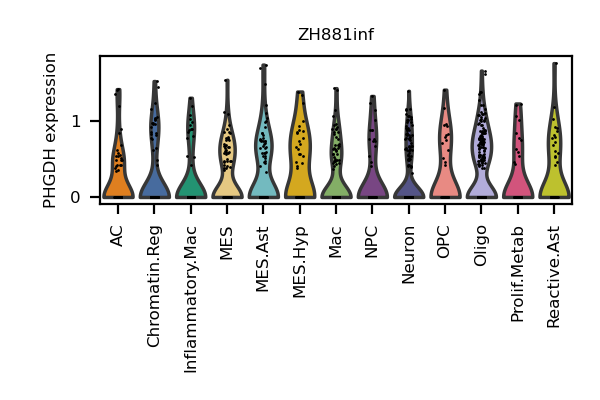 ZH881inf
PHGDH expression
1
0
AC
Chromatin.Reg
Inflammatory.Mac
MES
MES.Ast
MES.Hyp
Mac
NPC
Neuron
OPC
Oligo
Prolif.Metab
Reactive.Ast